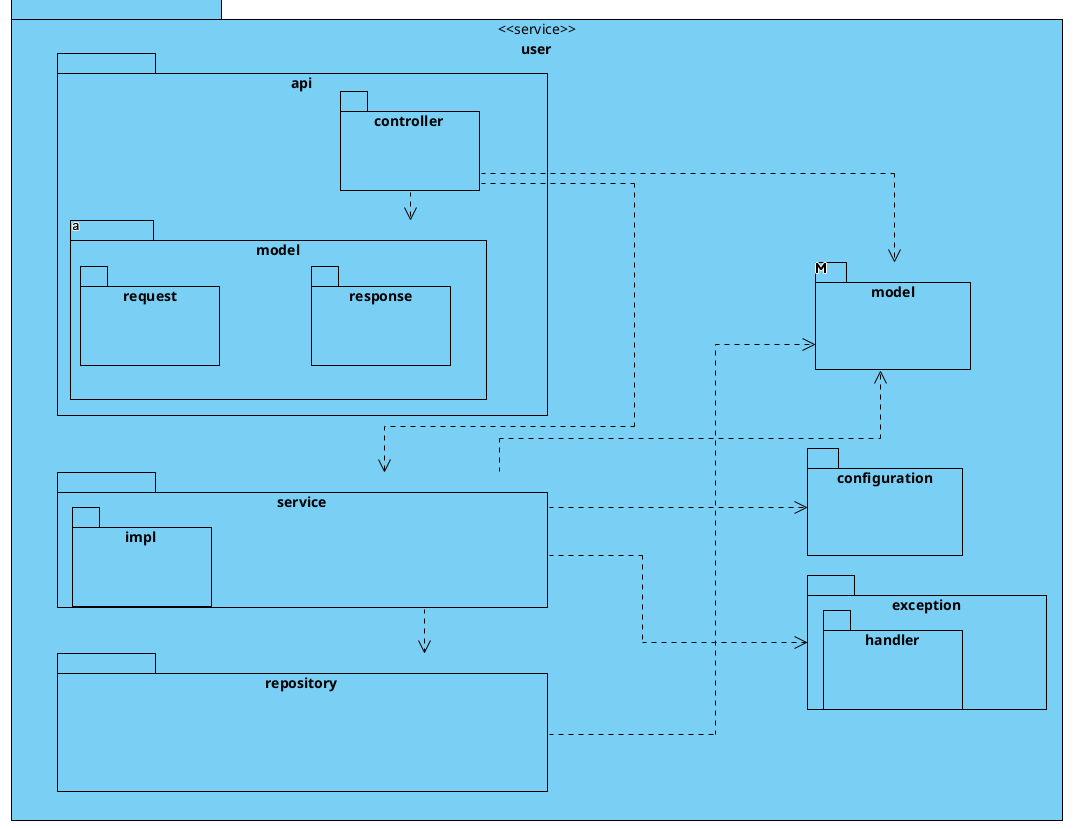 <<service>>
user
api
controller
a
model
request
response
M
model
configuration
service
impl
exception
handler
repository